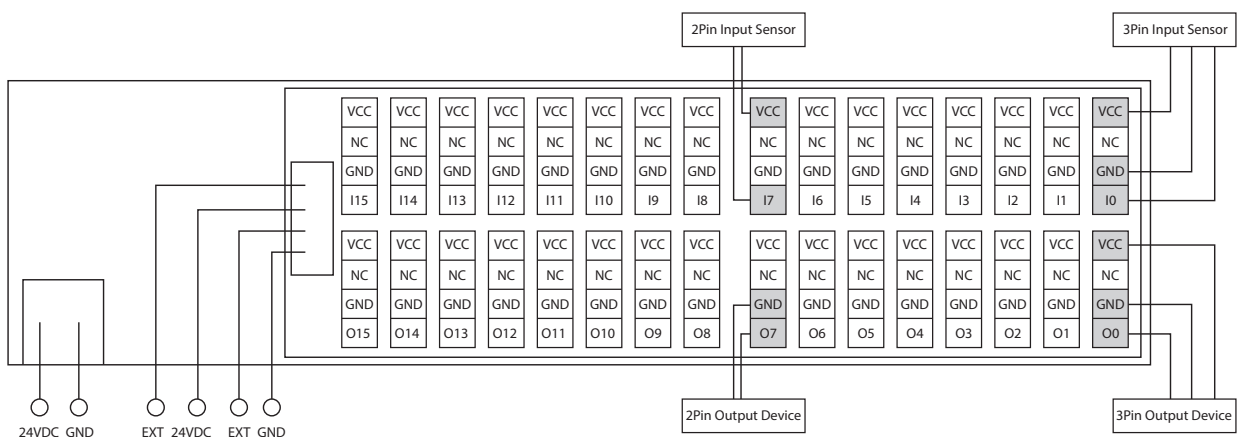 2Pin Input Sensor 3Pin Input Sensor
VCC VCC VCC VCC VCC VCC VCC VCC VCC VCC VCC VCC VCC VCC VCC VCC
NC NC NC NC NC NC NC NC NC NC NC NC NC NC NC NC
GND GND GND GND GND GND GND GND GND GND GND GND GND GND GND GND
I15 I14 I13 I12 I11 I10 I9 I8 I7 I6 I5 I4 I3 I2 I1 I0
VCC VCC VCC VCC VCC VCC VCC VCC VCC VCC VCC VCC VCC VCC VCC VCC
NC NC NC NC NC NC NC NC NC NC NC NC NC NC NC NC
GND GND GND GND GND GND GND GND GND GND GND GND GND GND GND GND
O15 O14 O13 O12 O11 O10 O9 O8 O7 O6 O5 O4 O3 O2 O1 O0
2Pin Output Device 3Pin Output Device
24VDC GND EXT 24VDC EXT GND